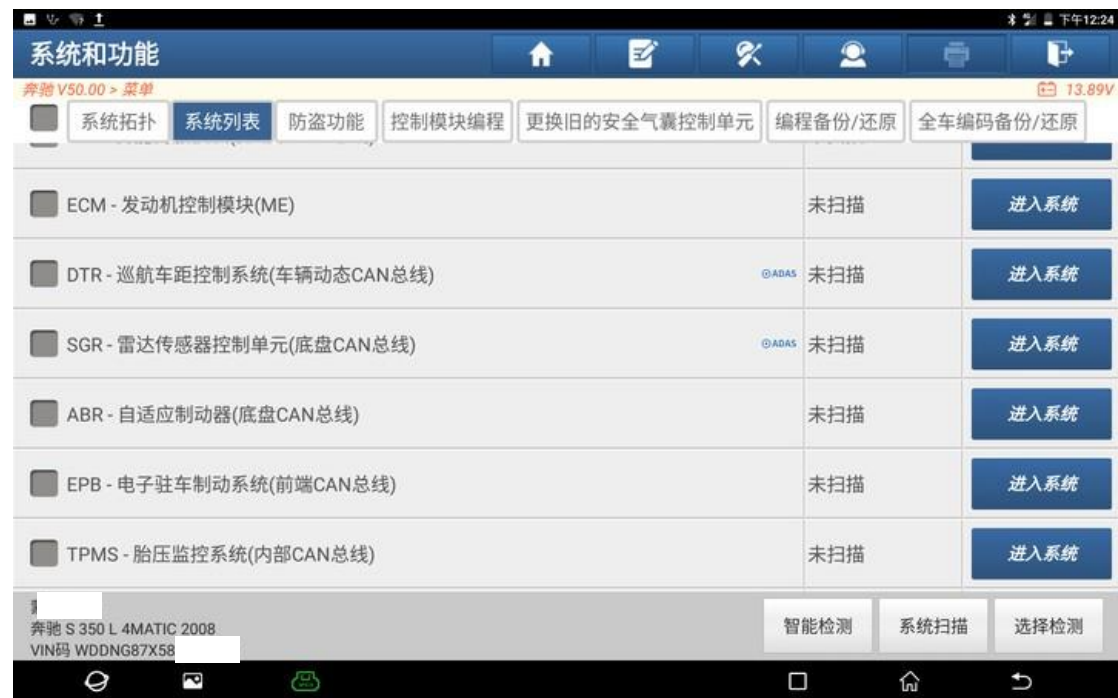 下午12:24
系统和功能
奔驰 V50.00 > 菜单
13.89V
系统拓扑 系统列表 防盗功能 控制模块编程 更换旧的安全气囊控制单元 编程备份/还原 全车编码备份/还原
ECM - 发动机控制模块(ME) 未扫描 进入系统
DTR - 巡航车距控制系统(车辆动态CAN总线) ADAS 未扫描 进入系统
SGR - 雷达传感器控制单元(底盘CAN总线) ADAS 未扫描 进入系统
ABR - 自适应制动器(底盘CAN总线) 未扫描 进入系统
EPB - 电子驻车制动系统(前端CAN总线) 未扫描 进入系统
TPMS - 胎压监控系统(内部CAN总线) 未扫描 进入系统
奔驰 S 350 L 4MATIC 2008
VIN码 WDDNG87X58
智能检测 系统扫描 选择检测